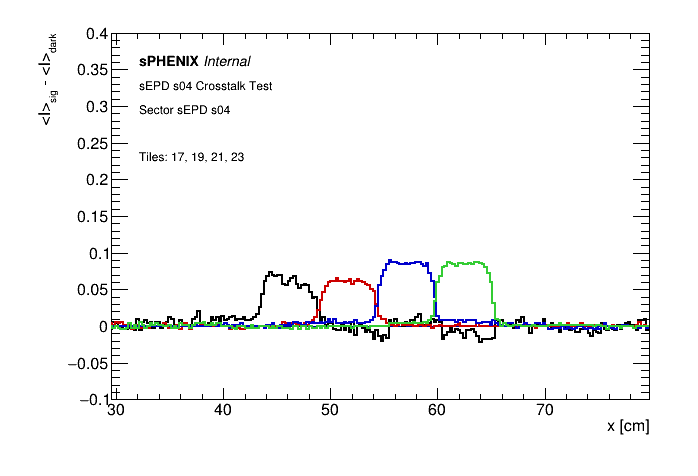 <I>sig - <I>dark
0.4
0.35
0.3
0.25
0.2
0.15
0.1
0.05
0
−0.05
−0.1
sPHENIX Internal
sEPD s04 Crosstalk Test
Sector sEPD s04
Tiles: 17, 19, 21, 23
30 40 50 60 70
x [cm]